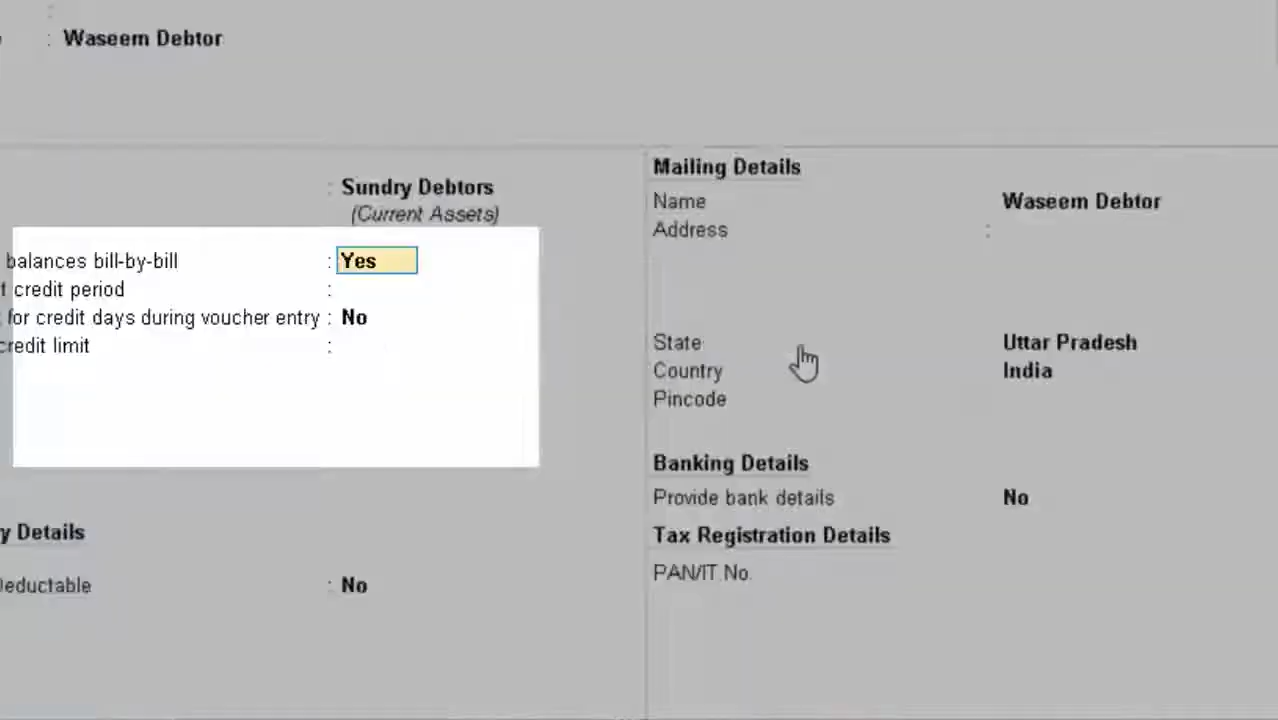 : Waseem Debtor
: Sundry Debtors
(Current Assets)
balances bill-by-bill : Yes
credit period :
for credit days during voucher entry : No
credit limit :
y Details
Deductable : No
Mailing Details
Name Waseem Debtor
Address :
State Uttar Pradesh
Country India
Pincode
Banking Details
Provide bank details No
Tax Registration Details
PAN/IT No.